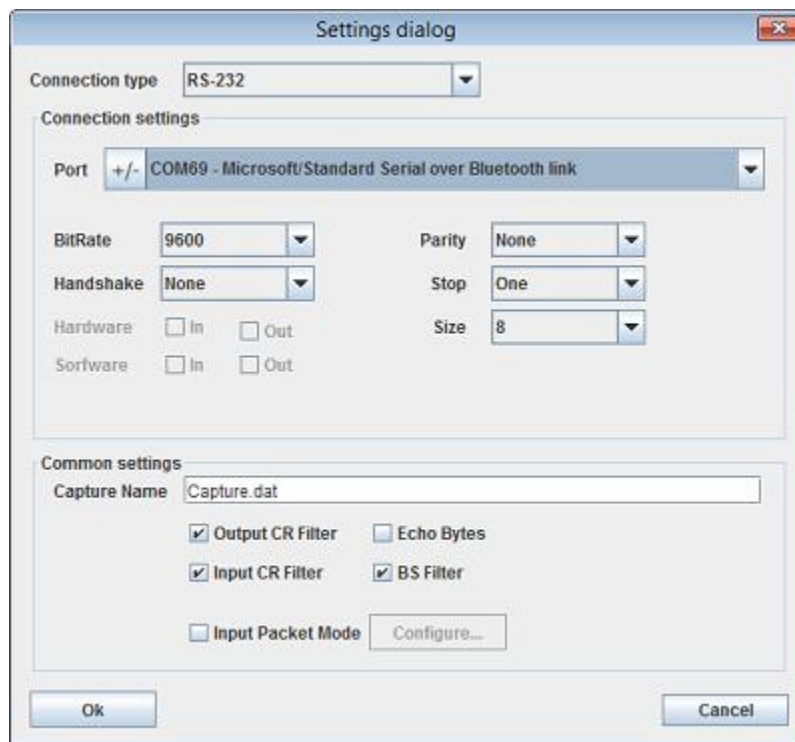 Settings dialog
Connection type RS-232
Connection settings
Port +/- COM69 - Microsoft/Standard Serial over Bluetooth link
BitRate 9600 Parity None
Handshake None Stop One
Hardware In Out Size 8
Sorfware In Out
Common settings
Capture Name Capture.dat
Output CR Filter Echo Bytes
Input CR Filter BS Filter
Input Packet Mode Configure...
Ok Cancel